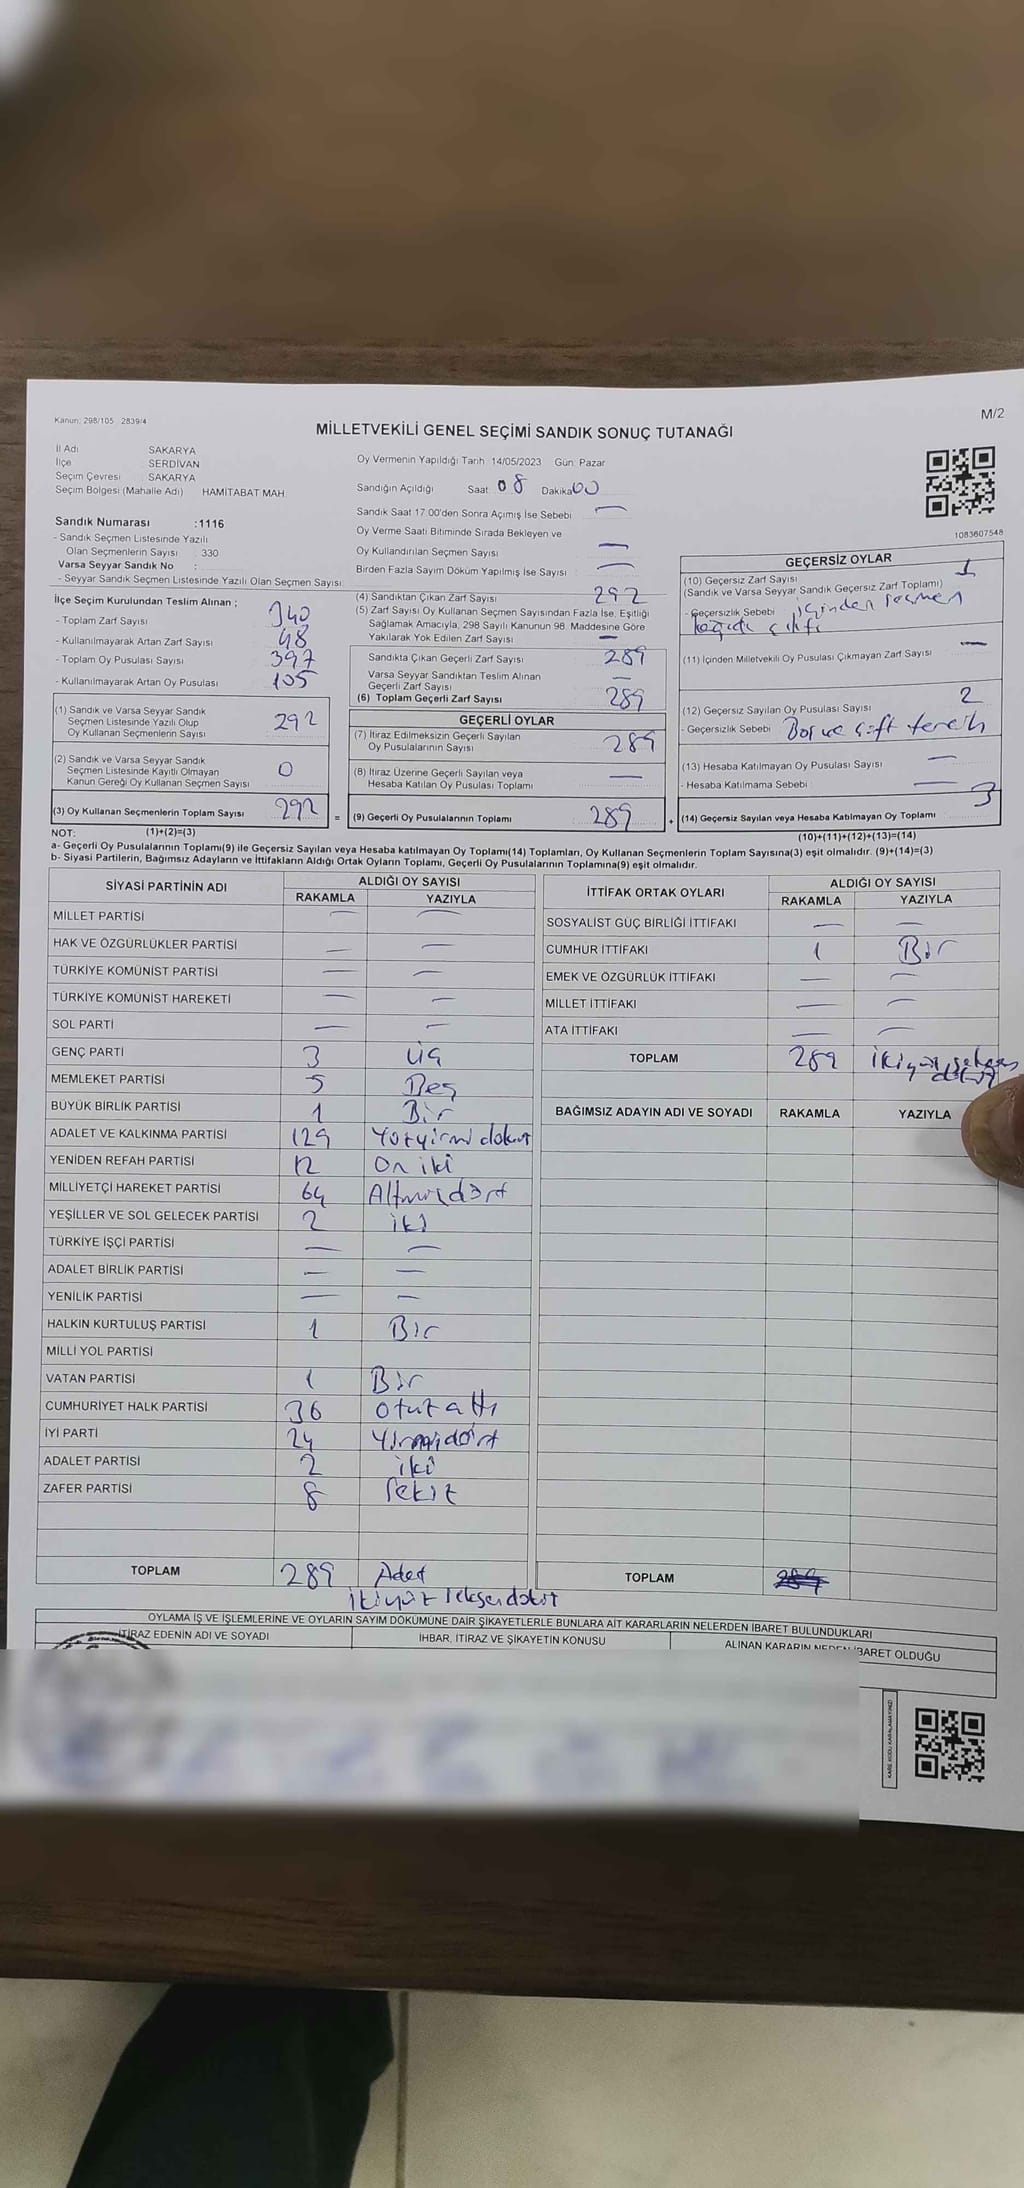 Kanun: 298/105 2839/4
M/2
MİLLETVEKİLİ GENEL SEÇİMİ SANDIK SONUÇ TUTANAĞI
İl Adı SAKARYA
İlçe SERDİVAN
Seçim Çevresi SAKARYA
Seçim Bölgesi (Mahalle Adı) HAMİTABAT MAH
Oy Vermenin Yapıldığı Tarih 14/05/2023 Gün Pazar
Sandığın Açıldığı Saat 08 Dakika 00
Sandık Saat 17:00'den Sonra Açımış İse Sebebi —
Oy Verme Saati Bitiminde Sırada Bekleyen ve
Oy Kullandırılan Seçmen Sayısı —
Birden Fazla Sayım Döküm Yapılmış İse Sayısı —
1083607548
Sandık Numarası :1116
- Sandık Seçmen Listesinde Yazılı
Olan Seçmenlerin Sayısı : 330
Varsa Seyyar Sandık No :
- Seyyar Sandık Seçmen Listesinde Yazılı Olan Seçmen Sayısı:
İlçe Seçim Kurulundan Teslim Alınan ;
- Toplam Zarf Sayısı 340
- Kullanılmayarak Artan Zarf Sayısı 48
- Toplam Oy Pusulası Sayısı 397
- Kullanılmayarak Artan Oy Pusulası 105
(1) Sandık ve Varsa Seyyar Sandık
Seçmen Listesinde Yazılı Olup
Oy Kullanan Seçmenlerin Sayısı 292
(2) Sandık ve Varsa Seyyar Sandık
Seçmen Listesinde Kayıtlı Olmayan
Kanun Gereği Oy Kullanan Seçmen Sayısı 0
(3) Oy Kullanan Seçmenlerin Toplam Sayısı 292 =
(4) Sandıktan Çıkan Zarf Sayısı 292
(5) Zarf Sayısı Oy Kullanan Seçmen Sayısından Fazla İse, Eşitliği
Sağlamak Amacıyla, 298 Sayılı Kanunun 98. Maddesine Göre
Yakılarak Yok Edilen Zarf Sayısı —
Sandıkta Çıkan Geçerli Zarf Sayısı 289
Varsa Seyyar Sandıktan Teslim Alınan
Geçerli Zarf Sayısı —
(6) Toplam Geçerli Zarf Sayısı 289
GEÇERLİ OYLAR
(7) İtiraz Edilmeksizin Geçerli Sayılan
Oy Pusulalarının Sayısı 289
(8) İtiraz Üzerine Geçerli Sayılan veya
Hesaba Katılan Oy Pusulası Toplamı —
(9) Geçerli Oy Pusulalarının Toplamı 289 +
GEÇERSİZ OYLAR
(10) Geçersiz Zarf Sayısı 1
(Sandık ve Varsa Seyyar Sandık Geçersiz Zarf Toplamı)
- Geçersizlik Sebebi içinden seçmen
(11) İçinden Milletvekili Oy Pusulası Çıkmayan Zarf Sayısı —
(12) Geçersiz Sayılan Oy Pusulası Sayısı 2
- Geçersizlik Sebebi Boş ve çift tercih
(13) Hesaba Katılmayan Oy Pusulası Sayısı —
- Hesaba Katılmama Sebebi —
(14) Geçersiz Sayılan veya Hesaba Katılmayan Oy Toplamı 3
NOT: (1)+(2)=(3)
(10)+(11)+(12)+(13)=(14)
a- Geçerli Oy Pusulalarının Toplamı(9) ile Geçersiz Sayılan veya Hesaba katılmayan Oy Toplamı(14) Toplamları, Oy Kullanan Seçmenlerin Toplam Sayısına(3) eşit olmalıdır. (9)+(14)=(3)
b- Siyasi Partilerin, Bağımsız Adayların ve İttifakların Aldığı Ortak Oyların Toplamı, Geçerli Oy Pusulalarının Toplamına(9) eşit olmalıdır.
SİYASİ PARTİNİN ADI ALDIĞI OY SAYISI
RAKAMLA YAZIYLA
MİLLET PARTİSİ — —
HAK VE ÖZGÜRLÜKLER PARTİSİ — —
TÜRKİYE KOMÜNİST PARTİSİ — —
TÜRKİYE KOMÜNİST HAREKETİ — —
SOL PARTİ — —
GENÇ PARTİ 3 üç
MEMLEKET PARTİSİ 5 Beş
BÜYÜK BİRLİK PARTİSİ 1 Bir
ADALET VE KALKINMA PARTİSİ 129 Yüzyirmi dokuz
YENİDEN REFAH PARTİSİ 12 On iki
MİLLİYETÇİ HAREKET PARTİSİ 64 Altmışdört
YEŞİLLER VE SOL GELECEK PARTİSİ 2 iki
TÜRKİYE İŞÇİ PARTİSİ — —
ADALET BİRLİK PARTİSİ — —
YENİLİK PARTİSİ — —
HALKIN KURTULUŞ PARTİSİ 1 Bir
MİLLİ YOL PARTİSİ
VATAN PARTİSİ 1 Bir
CUMHURİYET HALK PARTİSİ 36 Otuz altı
İYİ PARTİ 24 Yirmidört
ADALET PARTİSİ 2 iki
ZAFER PARTİSİ 8 Sekiz
TOPLAM 289 Adet
ikiyüz seksendokuz
İTTİFAK ORTAK OYLARI ALDIĞI OY SAYISI
RAKAMLA YAZIYLA
SOSYALİST GÜÇ BİRLİĞİ İTTİFAKI — —
CUMHUR İTTİFAKI 1 Bir
EMEK VE ÖZGÜRLÜK İTTİFAKI — —
MİLLET İTTİFAKI — —
ATA İTTİFAKI — —
TOPLAM 289 ikiyüz seksen
dokuz
BAĞIMSIZ ADAYIN ADI VE SOYADI RAKAMLA YAZIYLA
TOPLAM 289
OYLAMA İŞ VE İŞLEMLERİNE VE OYLARIN SAYIM DÖKÜMÜNE DAİR ŞİKAYETLERLE BUNLARA AİT KARARLARIN NELERDEN İBARET BULUNDUKLARI
İTİRAZ EDENİN ADI VE SOYADI
İHBAR, İTİRAZ VE ŞİKAYETİN KONUSU
ALINAN KARARIN NEDEN İBARET OLDUĞU
KARE KODU KARALAMAYINIZ!